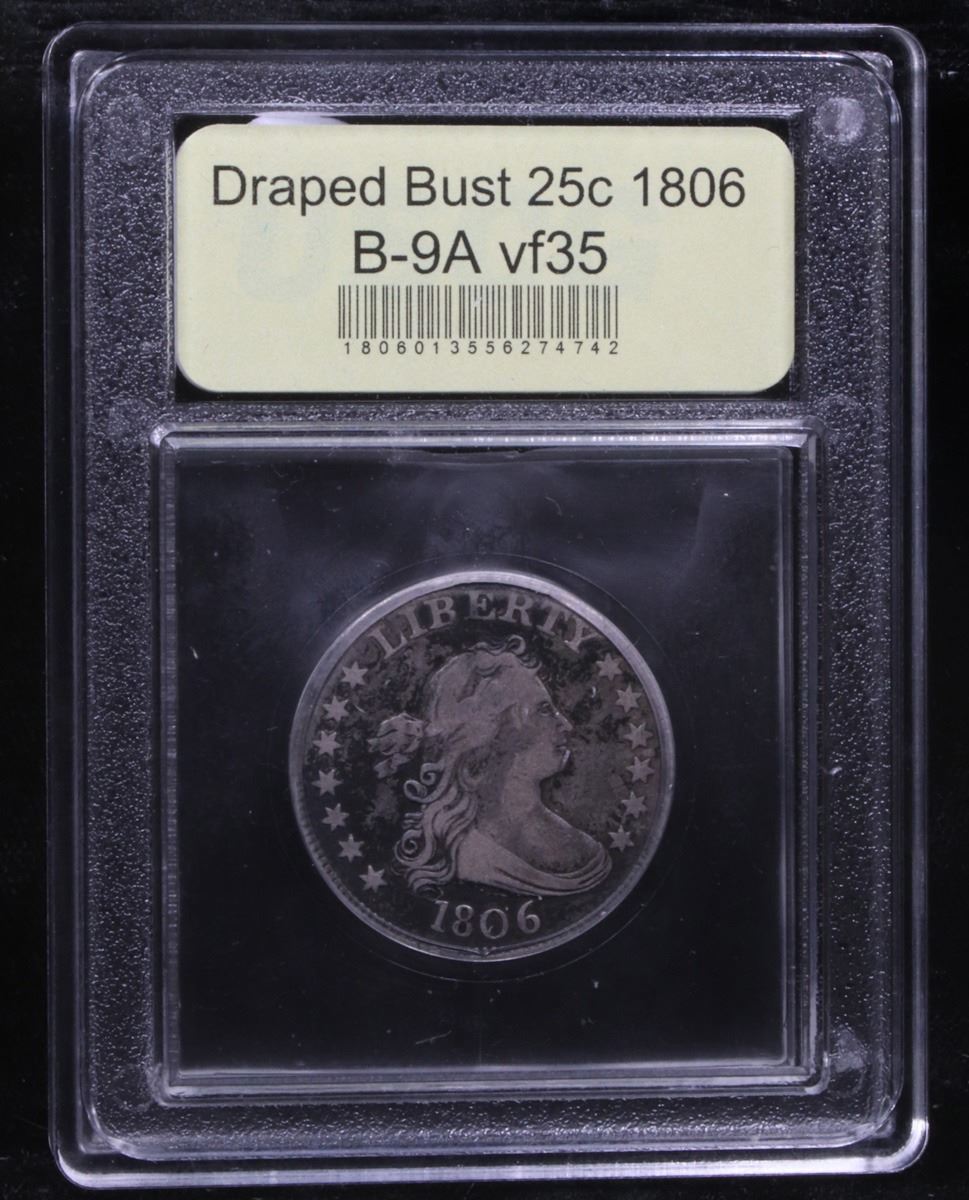 Draped Bust 25c 1806
B-9A vf35
1806013556274742
LIBERTY
1806